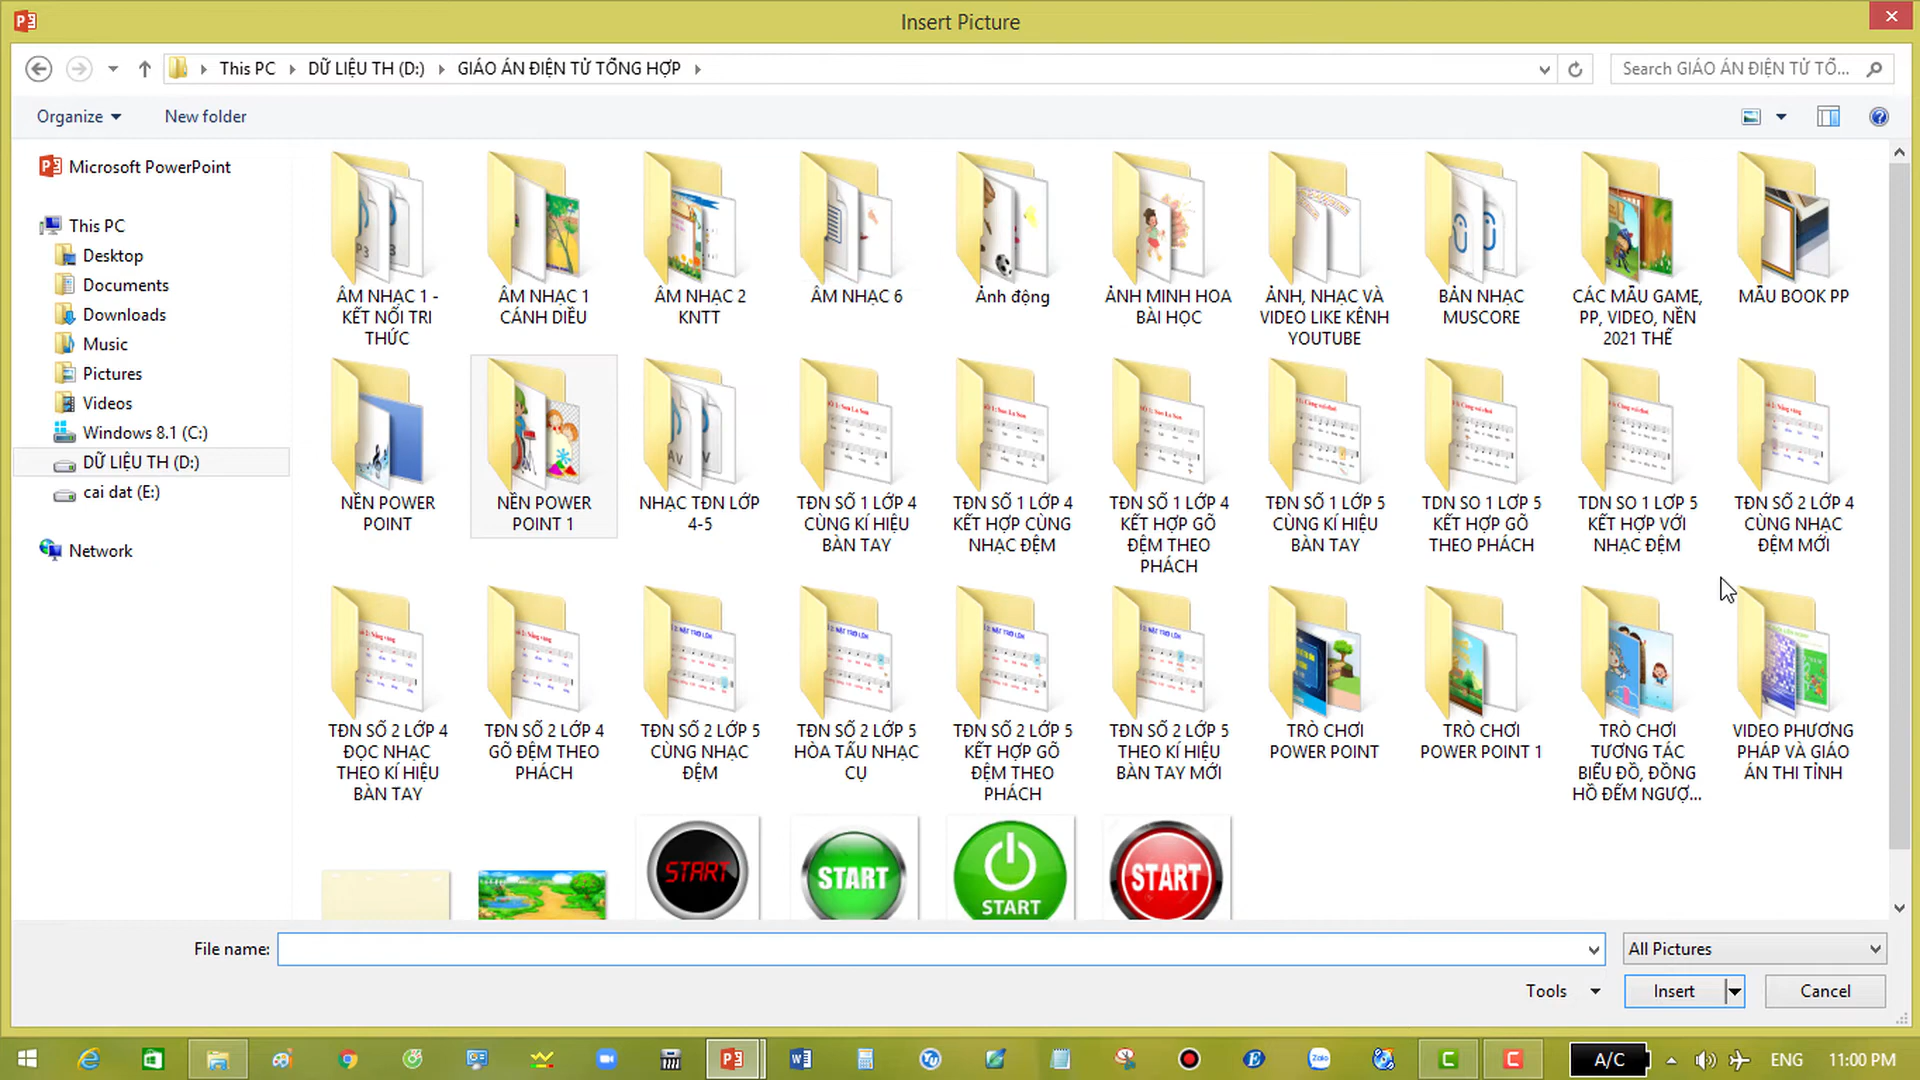 Insert Picture
This PC
DỮ LIỆU TH (D:)
GIÁO ÁN ĐIỆN TỬ TỔNG HỢP
Search GIÁO ÁN ĐIỆN TỬ TỔ...
Organize
New folder
Microsoft PowerPoint
This PC
Desktop
Documents
Downloads
Music
Pictures
Videos
Windows 8.1 (C:)
DỮ LIỆU TH (D:)
cai dat (E:)
Network
ÂM NHẠC 1 -
KẾT NỐI TRI
THỨC
ÂM NHẠC 1
CÁNH DIỀU
ÂM NHẠC 2
KNTT
ÂM NHẠC 6
Ảnh động
ẢNH MINH HOA
BÀI HỌC
ẢNH, NHẠC VÀ
VIDEO LIKE KÊNH
YOUTUBE
BẢN NHẠC
MUSCORE
CÁC MẪU GAME,
PP, VIDEO, NỀN
2021 THẾ
MẪU BOOK PP
NỀN POWER
POINT
NỀN POWER
POINT 1
NHẠC TĐN LỚP
4-5
TĐN SỐ 1 LỚP 4
CÙNG KÍ HIỆU
BÀN TAY
TĐN SỐ 1 LỚP 4
KẾT HỢP CÙNG
NHẠC ĐỆM
TĐN SỐ 1 LỚP 4
KẾT HỢP GÕ
ĐỆM THEO
PHÁCH
TĐN SỐ 1 LỚP 5
CÙNG KÍ HIỆU
BÀN TAY
TDN SO 1 LỢP 5
KẾT HỢP GÕ
THEO PHÁCH
TDN SO 1 LỢP 5
KẾT HỢP VỚI
NHẠC ĐỆM
TĐN SỐ 2 LỚP 4
CÙNG NHẠC
ĐỆM MỚI
TĐN SỐ 2 LỚP 4
ĐỌC NHẠC
THEO KÍ HIỆU
BÀN TAY
TĐN SỐ 2 LỚP 4
GÕ ĐỆM THEO
PHÁCH
TĐN SỐ 2 LỚP 5
CÙNG NHẠC
ĐỆM
TĐN SỐ 2 LỚP 5
HÒA TẤU NHẠC
CỤ
TĐN SỐ 2 LỚP 5
KẾT HỢP GÕ
ĐỆM THEO
PHÁCH
TĐN SỐ 2 LỚP 5
THEO KÍ HIỆU
BÀN TAY MỚI
TRÒ CHƠI
POWER POINT
TRÒ CHƠI
POWER POINT 1
TRÒ CHƠI
TƯƠNG TÁC
BIỂU ĐỒ, ĐỒNG
HỒ ĐẾM NGƯỢ...
VIDEO PHƯƠNG
PHÁP VÀ GIÁO
ÁN THI TỈNH
START
START
START
START
File name:
All Pictures
Tools
Insert
Cancel
A/C
ENG
11:00 PM